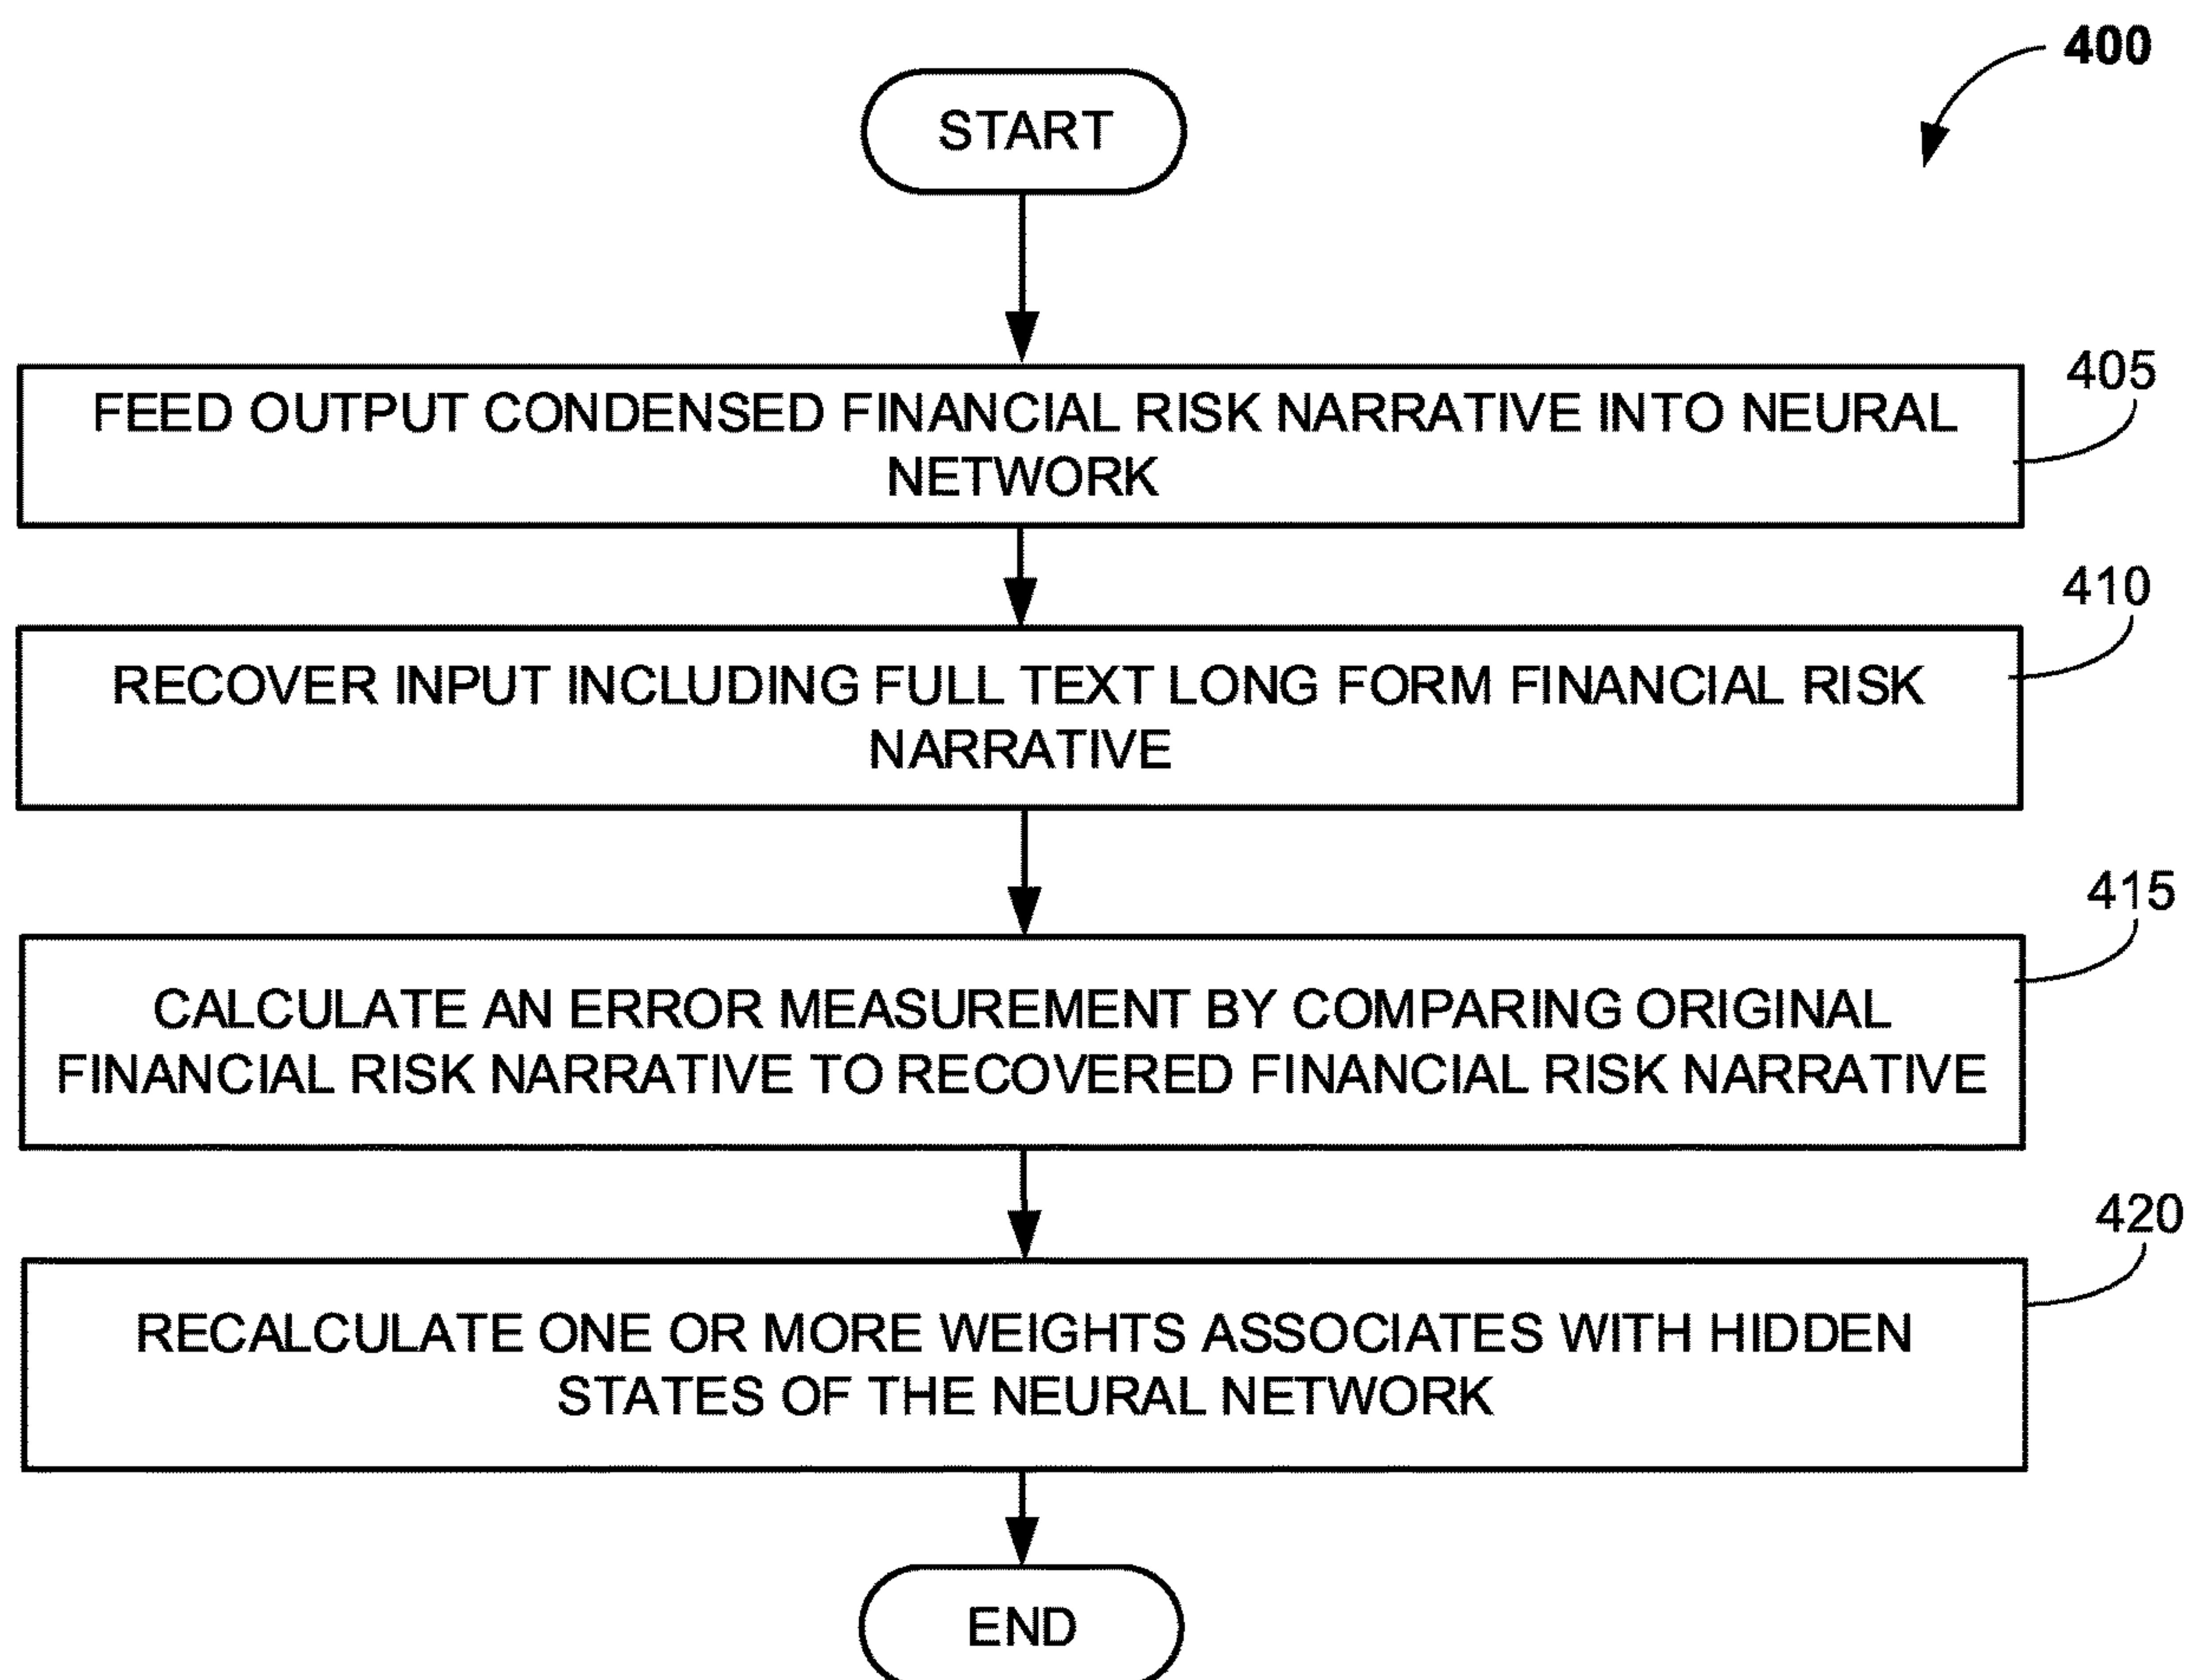 400
START
405
FEED OUTPUT CONDENSED FINANCIAL RISK NARRATIVE INTO NEURAL
NETWORK
410
RECOVER INPUT INCLUDING FULL TEXT LONG FORM FINANCIAL RISK
NARRATIVE
415
CALCULATE AN ERROR MEASUREMENT BY COMPARING ORIGINAL
FINANCIAL RISK NARRATIVE TO RECOVERED FINANCIAL RISK NARRATIVE
420
RECALCULATE ONE OR MORE WEIGHTS ASSOCIATES WITH HIDDEN
STATES OF THE NEURAL NETWORK
END